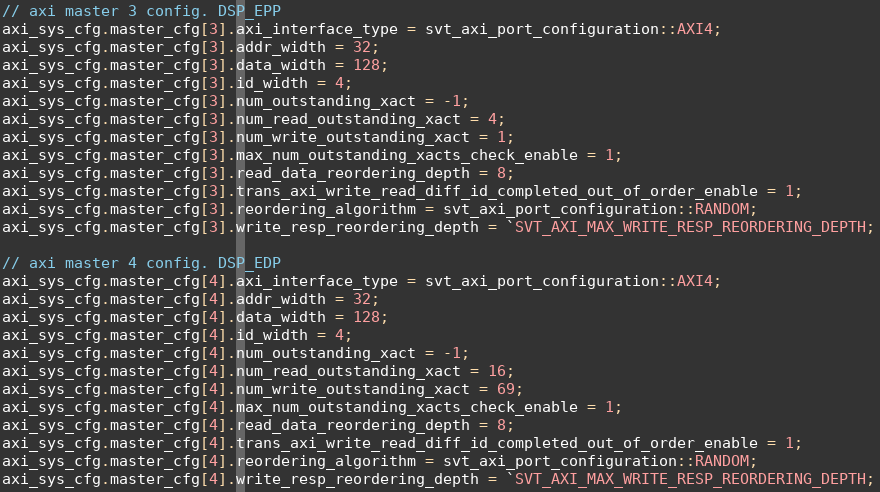 // axi master 3 config. DSP_EPP
axi_sys_cfg.master_cfg[3].axi_interface_type = svt_axi_port_configuration::AXI4;
axi_sys_cfg.master_cfg[3].addr_width = 32;
axi_sys_cfg.master_cfg[3].data_width = 128;
axi_sys_cfg.master_cfg[3].id_width = 4;
axi_sys_cfg.master_cfg[3].num_outstanding_xact = -1;
axi_sys_cfg.master_cfg[3].num_read_outstanding_xact = 4;
axi_sys_cfg.master_cfg[3].num_write_outstanding_xact = 1;
axi_sys_cfg.master_cfg[3].max_num_outstanding_xacts_check_enable = 1;
axi_sys_cfg.master_cfg[3].read_data_reordering_depth = 8;
axi_sys_cfg.master_cfg[3].trans_axi_write_read_diff_id_completed_out_of_order_enable = 1;
axi_sys_cfg.master_cfg[3].reordering_algorithm = svt_axi_port_configuration::RANDOM;
axi_sys_cfg.master_cfg[3].write_resp_reordering_depth = `SVT_AXI_MAX_WRITE_RESP_REORDERING_DEPTH;
// axi master 4 config. DSP_EDP
axi_sys_cfg.master_cfg[4].axi_interface_type = svt_axi_port_configuration::AXI4;
axi_sys_cfg.master_cfg[4].addr_width = 32;
axi_sys_cfg.master_cfg[4].data_width = 128;
axi_sys_cfg.master_cfg[4].id_width = 4;
axi_sys_cfg.master_cfg[4].num_outstanding_xact = -1;
axi_sys_cfg.master_cfg[4].num_read_outstanding_xact = 16;
axi_sys_cfg.master_cfg[4].num_write_outstanding_xact = 69;
axi_sys_cfg.master_cfg[4].max_num_outstanding_xacts_check_enable = 1;
axi_sys_cfg.master_cfg[4].read_data_reordering_depth = 8;
axi_sys_cfg.master_cfg[4].trans_axi_write_read_diff_id_completed_out_of_order_enable = 1;
axi_sys_cfg.master_cfg[4].reordering_algorithm = svt_axi_port_configuration::RANDOM;
axi_sys_cfg.master_cfg[4].write_resp_reordering_depth = `SVT_AXI_MAX_WRITE_RESP_REORDERING_DEPTH;